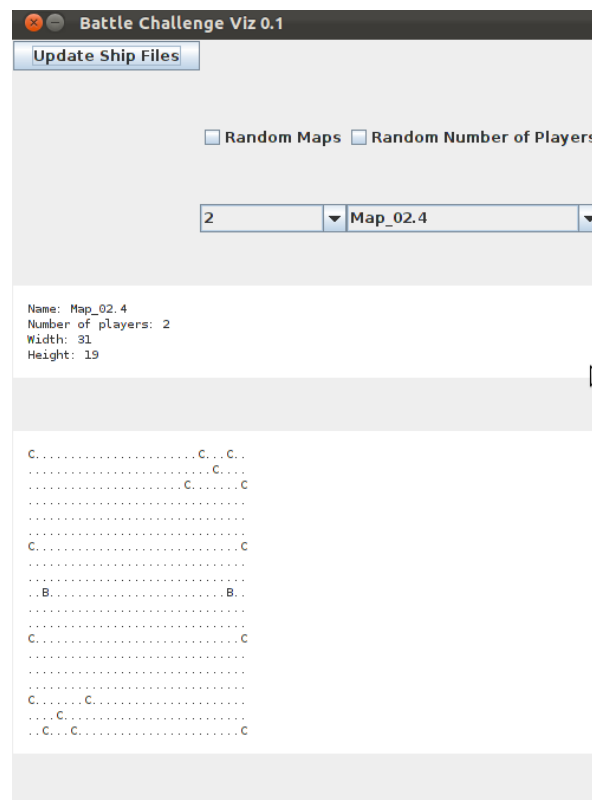 Battle Challenge Viz 0.1
Update Ship Files
Random Maps Random Number of Players
2 Map_02.4
Name: Map_02.4
Number of players: 2
Width: 31
Height: 19
C.......................C...C..
..........................C....
......................C.......C
...............................
...............................
...............................
C.............................C
...............................
...............................
..B.........................B..
...............................
...............................
C.............................C
...............................
...............................
...............................
C.......C......................
....C..........................
..C...C.......................C